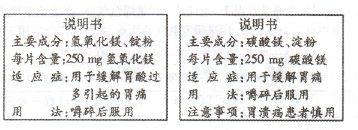 说明书
主要成分:氢氧化镁、锭粉
每片含量:250 mg 氢氧化镁
适应症:用于缓解胃酸过
多引起的胃痛
用法:嚼碎后服用
说明书
主要成分:碳酸镁、淀粉
每片含量:250 mg 碳酸镁
适应症:用于缓解胃痛
用法:嚼碎后服用
注意事项:胃溃疡患者慎用